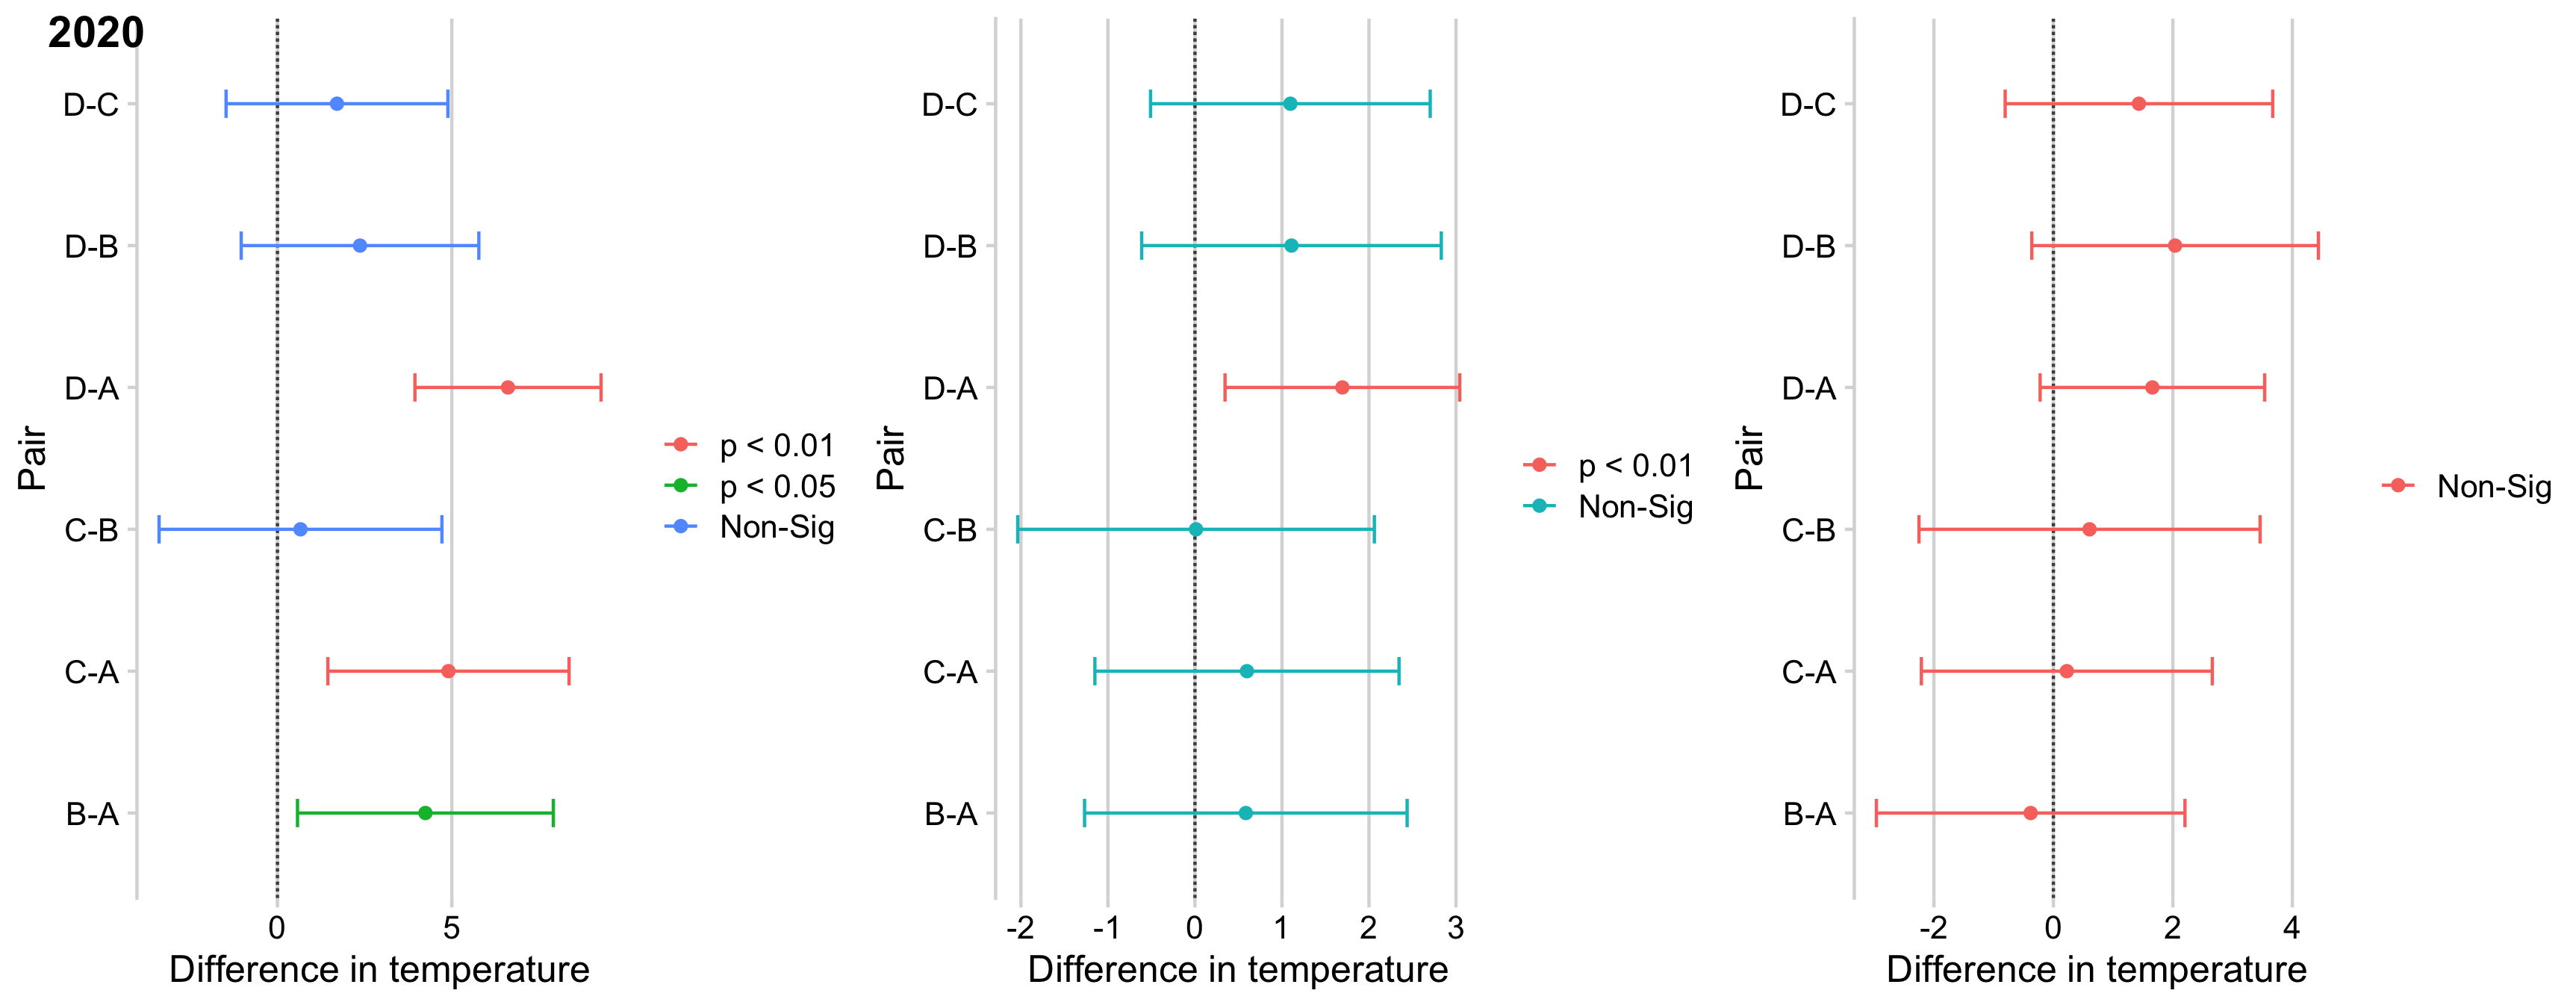 2020
Pair
D-C
D-B
D-A
C-B
C-A
B-A
0 5
Difference in temperature
p < 0.01
p < 0.05
Non-Sig
Pair
D-C
D-B
D-A
C-B
C-A
B-A
-2 -1 0 1 2 3
Difference in temperature
p < 0.01
Non-Sig
Pair
D-C
D-B
D-A
C-B
C-A
B-A
-2 0 2 4
Difference in temperature
Non-Sig